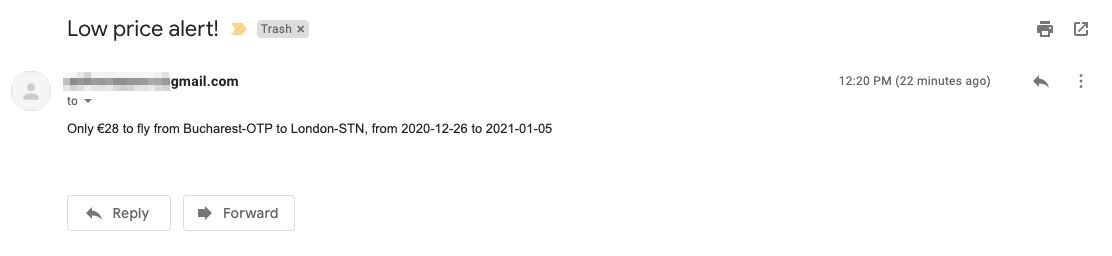 Low price alert! Trash ×
gmail.com 12:20 PM (22 minutes ago)
to
Only €28 to fly from Bucharest-OTP to London-STN, from 2020-12-26 to 2021-01-05
Reply Forward